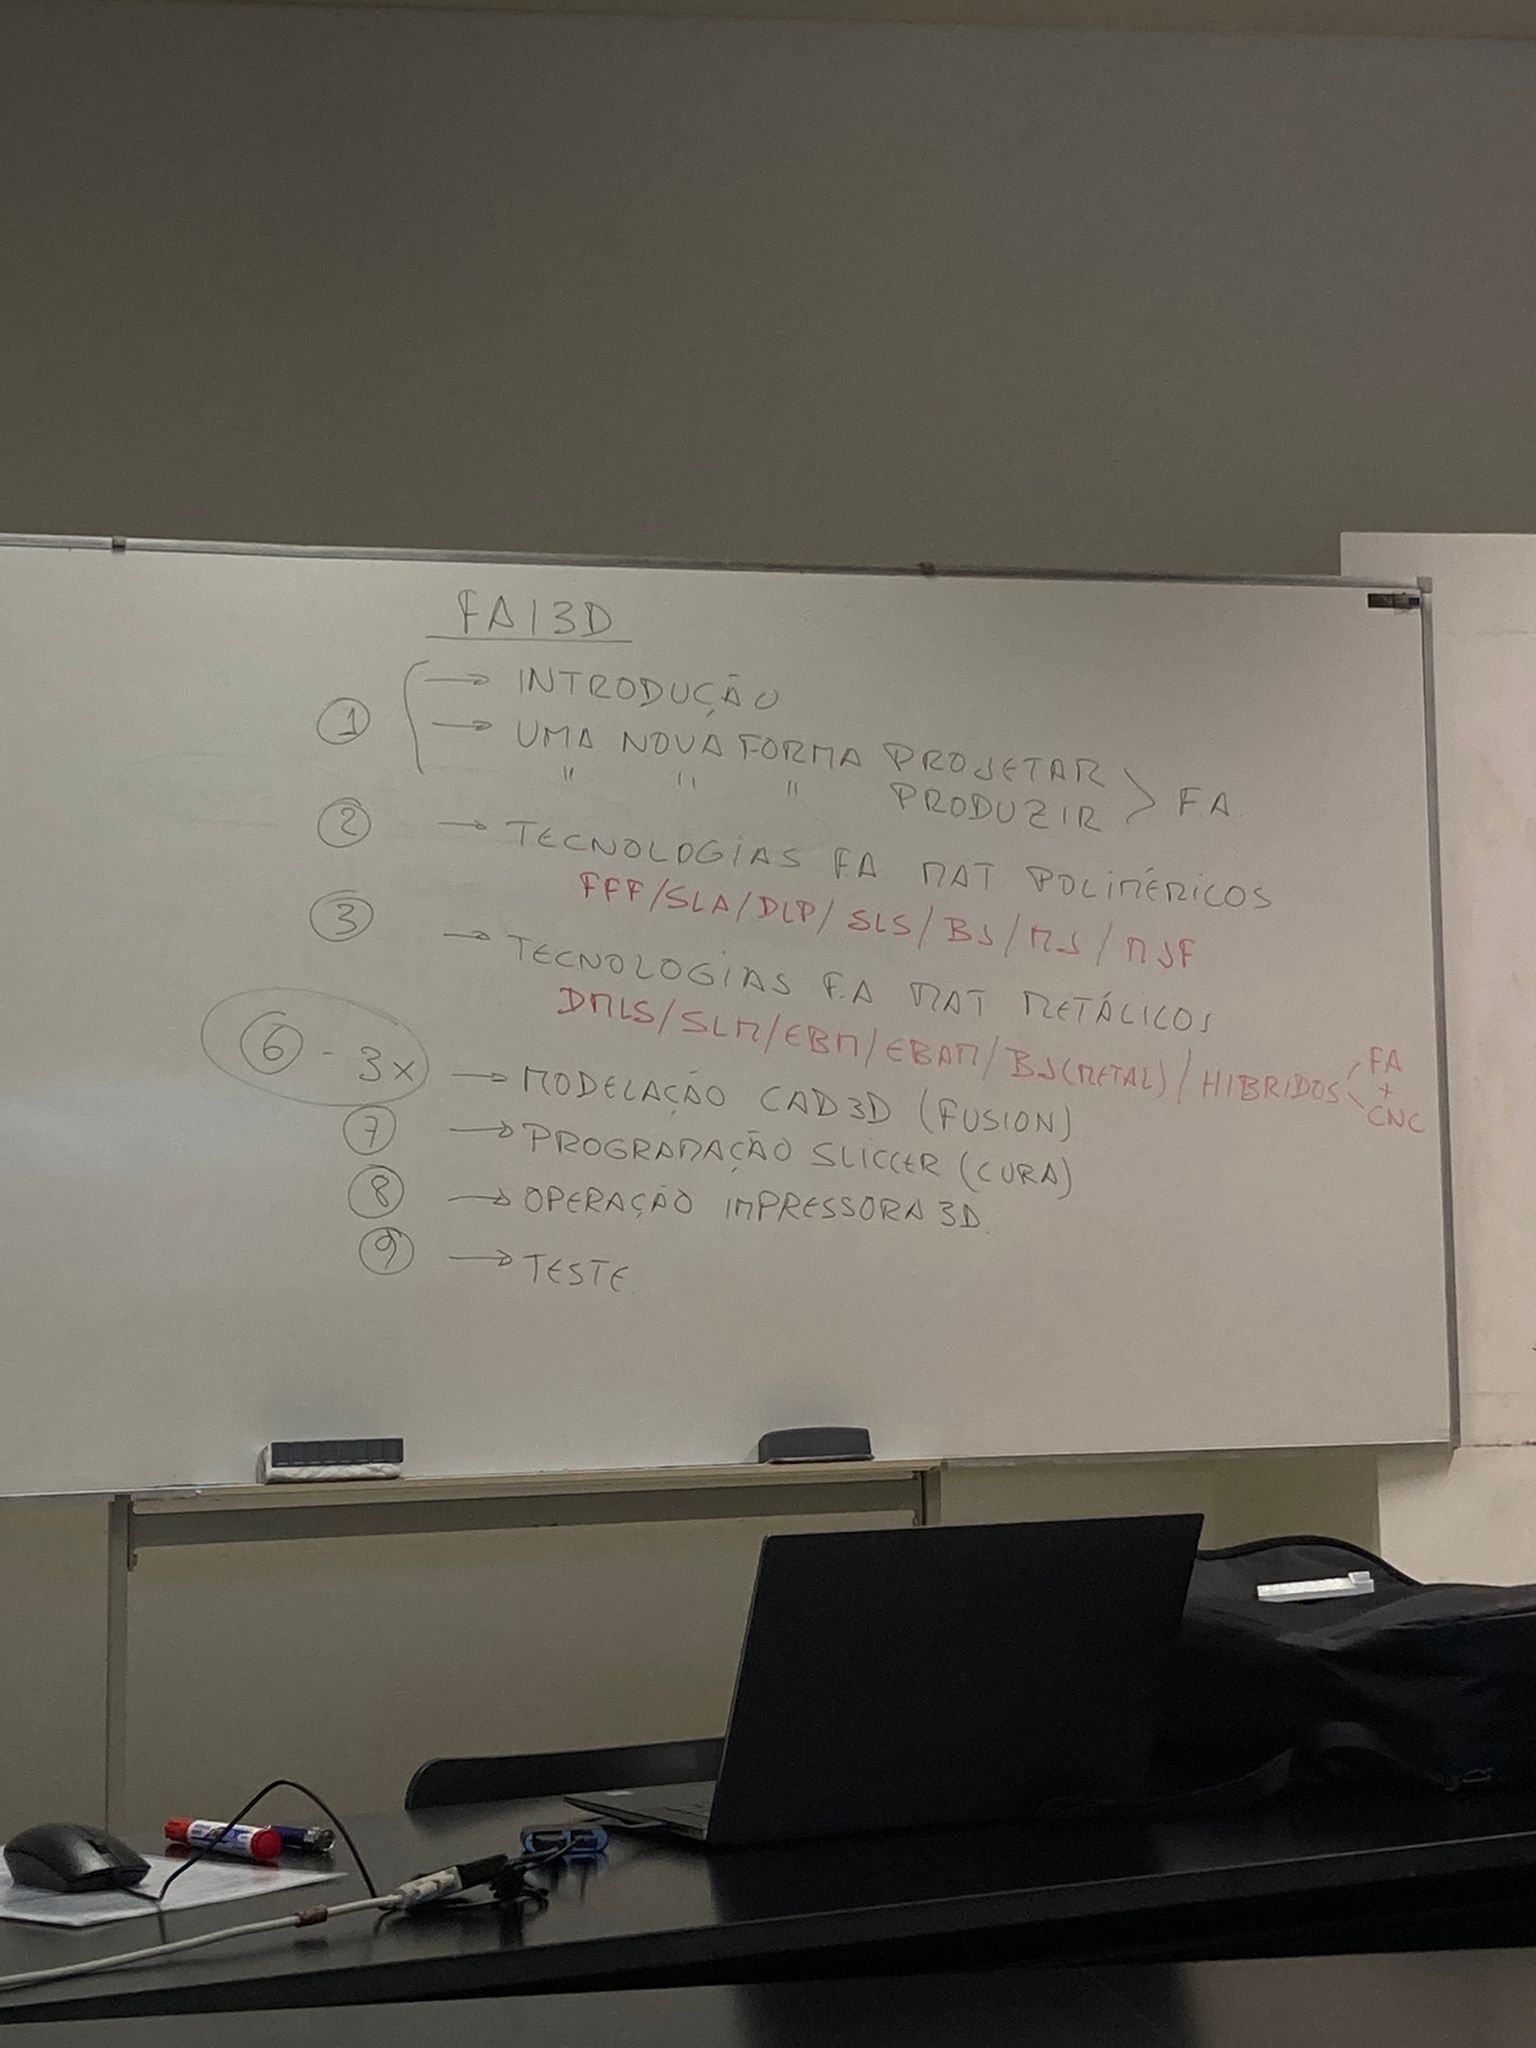 FA/3D
① → INTRODUÇÃO
→ UMA NOVA FORMA PROJETAR
" " " PRODUZIR > F.A.
② → TECNOLOGIAS FA MAT POLIMÉRICOS
FFF/SLA/DLP/SLS/BJ/MJ/MJF
③ → TECNOLOGIAS F.A MAT METÁLICOS
DMLS/SLM/EBM/EBAM/BJ(METAL)/HIBRIDOS < FA + CNC
⑥ - 3x → MODELAÇÃO CAD3D (FUSION)
⑦ → PROGRAMAÇÃO SLICCER (CURA)
⑧ → OPERAÇÃO IMPRESSORA 3D
⑨ → TESTE